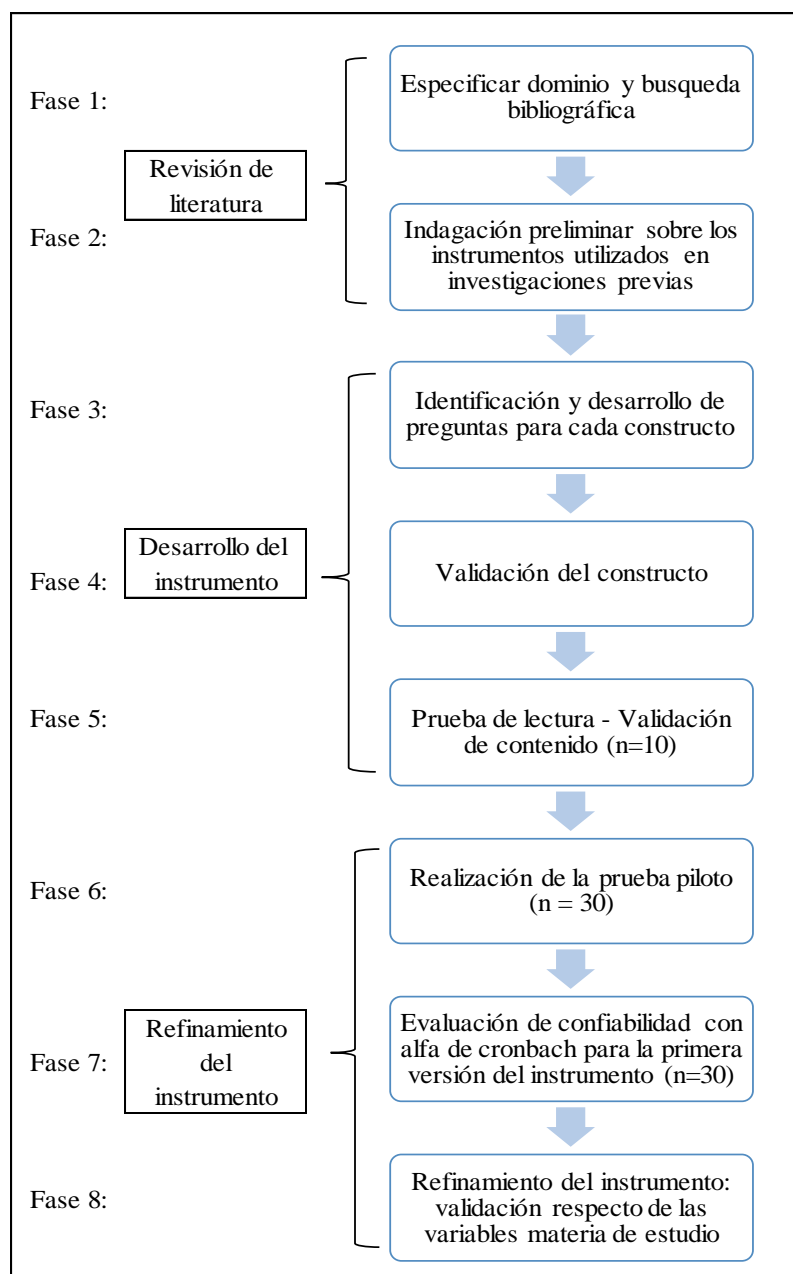 Fase 1:
Especificar dominio y busqueda
bibliográfica
Revisión de
literatura
Fase 2:
Indagación preliminar sobre los
instrumentos utilizados en
investigaciones previas
Fase 3:
Identificación y desarrollo de
preguntas para cada constructo
Desarrollo del
instrumento
Fase 4:
Validación del constructo
Fase 5:
Prueba de lectura - Validación
de contenido (n=10)
Fase 6:
Realización de la prueba piloto
(n = 30)
Refinamiento
del
instrumento
Fase 7:
Evaluación de confiabilidad con
alfa de cronbach para la primera
versión del instrumento (n=30)
Fase 8:
Refinamiento del instrumento:
validación respecto de las
variables materia de estudio